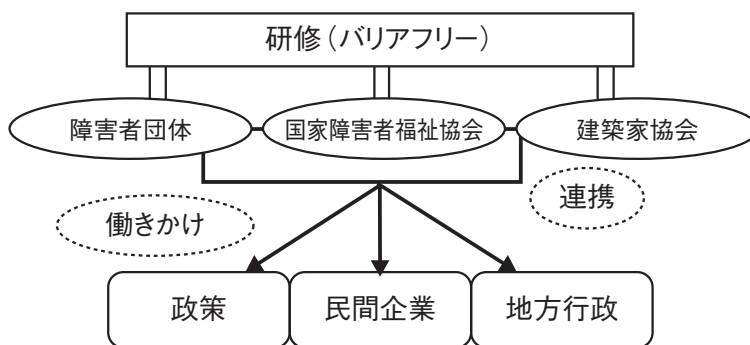 研修（バリアフリー）
障害者団体
国家障害者福祉協会
建築家協会
働きかけ
連携
政策
民間企業
地方行政